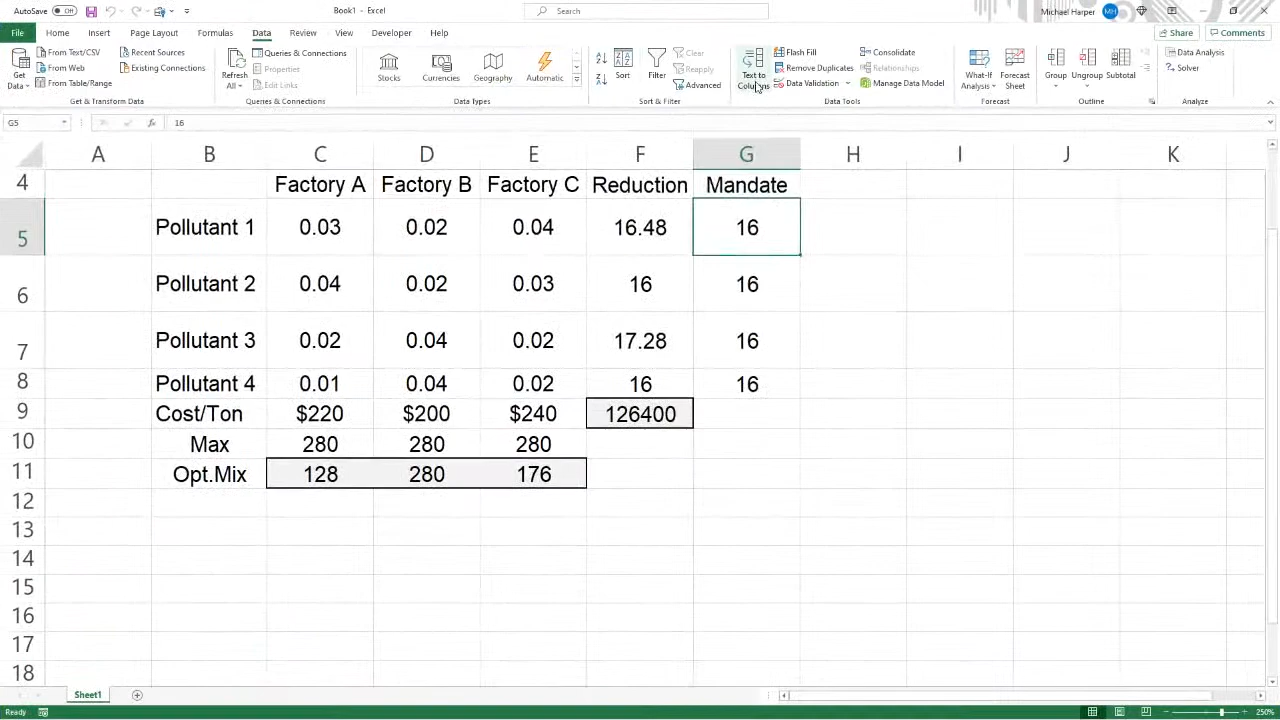 AutoSave Off Book1 - Excel Search Michael Harper MH
File Home Insert Page Layout Formulas Data Review View Developer Help Share Comments
Get Data From Text/CSV From Web From Table/Range Recent Sources Existing Connections
Refresh All Queries & Connections Properties Edit Links
Stocks Currencies Geography Automatic
Sort Filter Clear Reapply Advanced
Text to Columns Flash Fill Remove Duplicates Data Validation Consolidate Relationships Manage Data Model
What-If Analysis Forecast Sheet Group Ungroup Subtotal Data Analysis Solver
Get & Transform Data Queries & Connections Data Types Sort & Filter Data Tools Forecast Outline Analyze
G5 fx 16
A B C D E F G H I J K
4 Factory A Factory B Factory C Reduction Mandate
5 Pollutant 1 0.03 0.02 0.04 16.48 16
6 Pollutant 2 0.04 0.02 0.03 16 16
7 Pollutant 3 0.02 0.04 0.02 17.28 16
8 Pollutant 4 0.01 0.04 0.02 16 16
9 Cost/Ton $220 $200 $240 126400
10 Max 280 280 280
11 Opt.Mix 128 280 176
12
13
14
15
16
17
18
Sheet1
Ready 250%